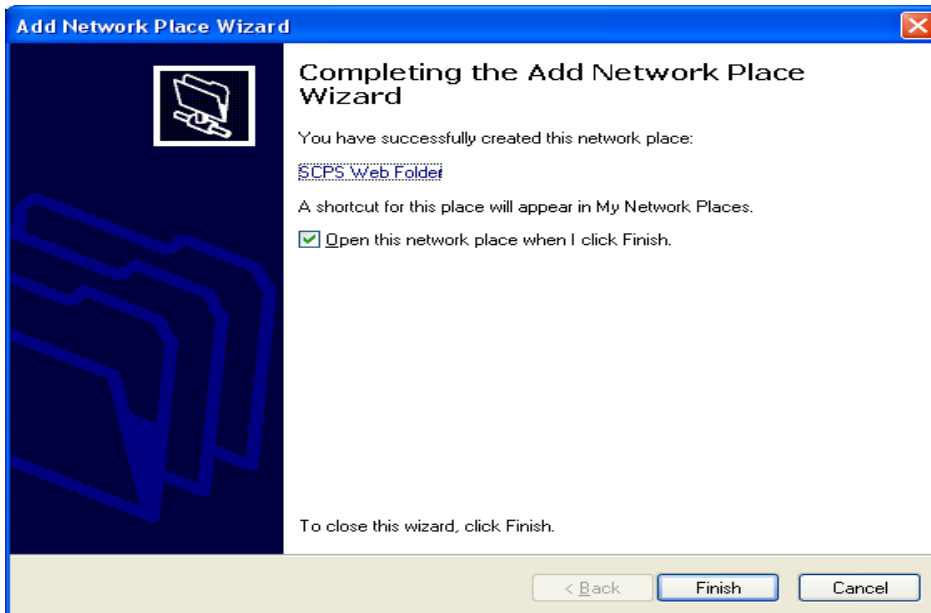 Add Network Place Wizard
Completing the Add Network Place
Wizard
You have successfully created this network place:
SCPS Web Folder
A shortcut for this place will appear in My Network Places.
Open this network place when I click Finish.
To close this wizard, click Finish.
< Back
Finish
Cancel